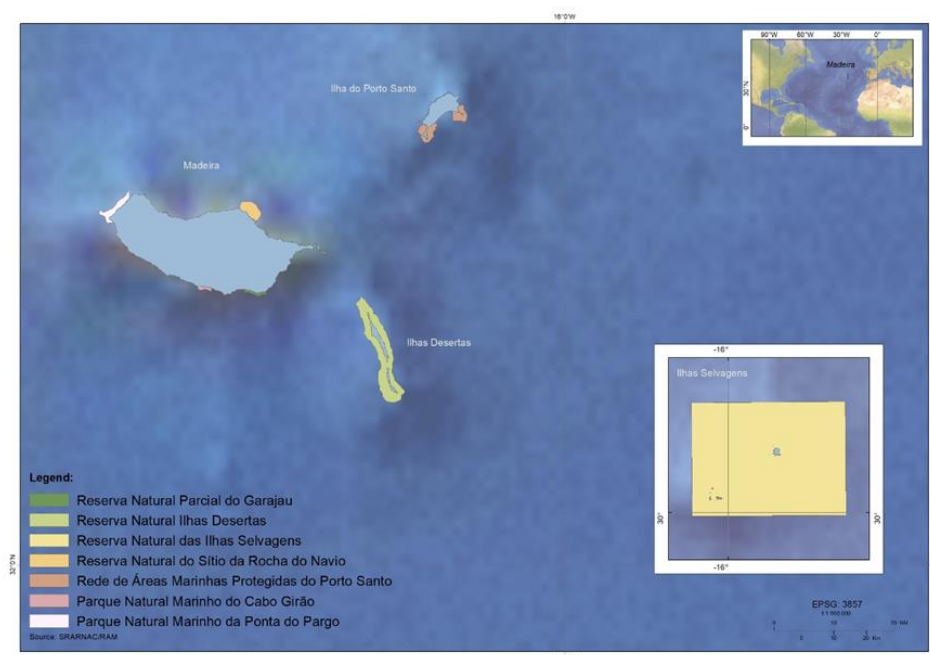 16°0'W
90°W 60°W 30°W 0°
Madeira
30°N
0°
Ilha do Porto Santo
Madeira
Ilhas Desertas
-16°
Ilhas Selvagens
30°
30°
-16°
Legend:
Reserva Natural Parcial do Garajau
Reserva Natural Ilhas Desertas
Reserva Natural das Ilhas Selvagens
Reserva Natural do Sítio da Rocha do Navio
Rede de Áreas Marinhas Protegidas do Porto Santo
Parque Natural Marinho do Cabo Girão
Parque Natural Marinho da Ponta do Pargo
Source: SRARNAC/RAM
32°0'N
EPSG: 3857
0 10
0 10 20 Km